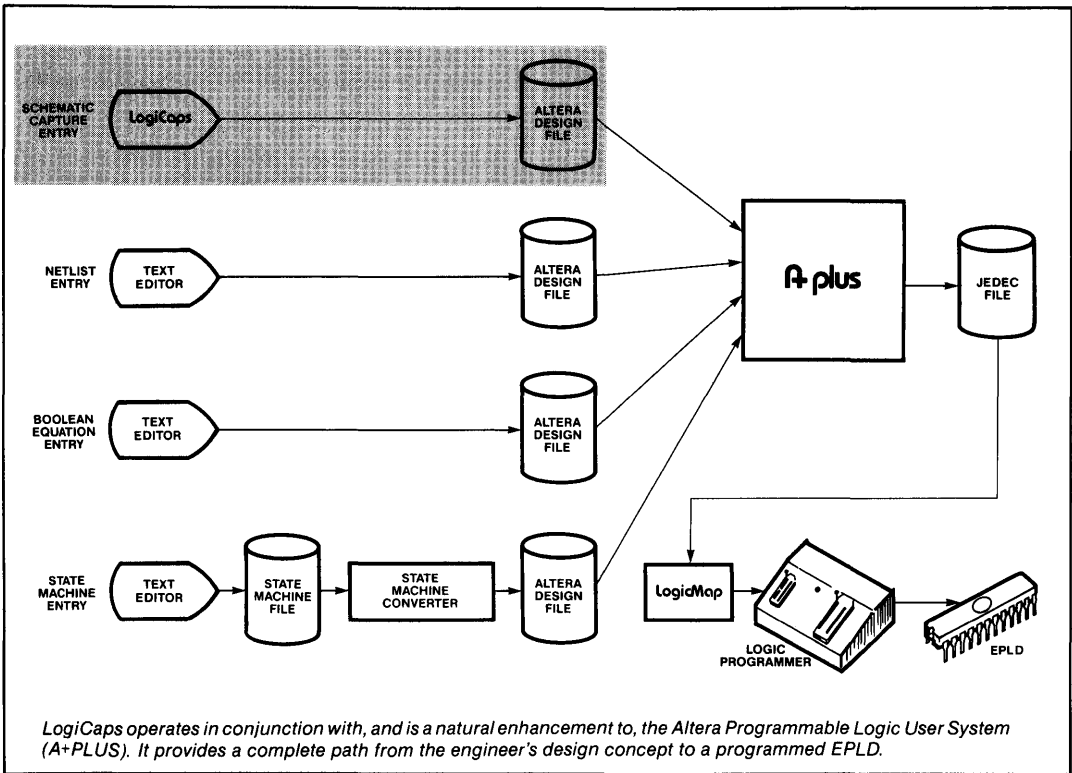 SCHEMATIC
CAPTURE
ENTRY
LogiCaps
ALTERA
DESIGN
FILE
NETLIST
ENTRY
TEXT
EDITOR
ALTERA
DESIGN
FILE
A+plus
JEDEC
FILE
BOOLEAN
EQUATION
ENTRY
TEXT
EDITOR
ALTERA
DESIGN
FILE
STATE
MACHINE
ENTRY
TEXT
EDITOR
STATE
MACHINE
FILE
STATE
MACHINE
CONVERTER
ALTERA
DESIGN
FILE
LogicMap
LOGIC
PROGRAMMER
EPLD
LogiCaps operates in conjunction with, and is a natural enhancement to, the Altera Programmable Logic User System
(A+PLUS). It provides a complete path from the engineer's design concept to a programmed EPLD.